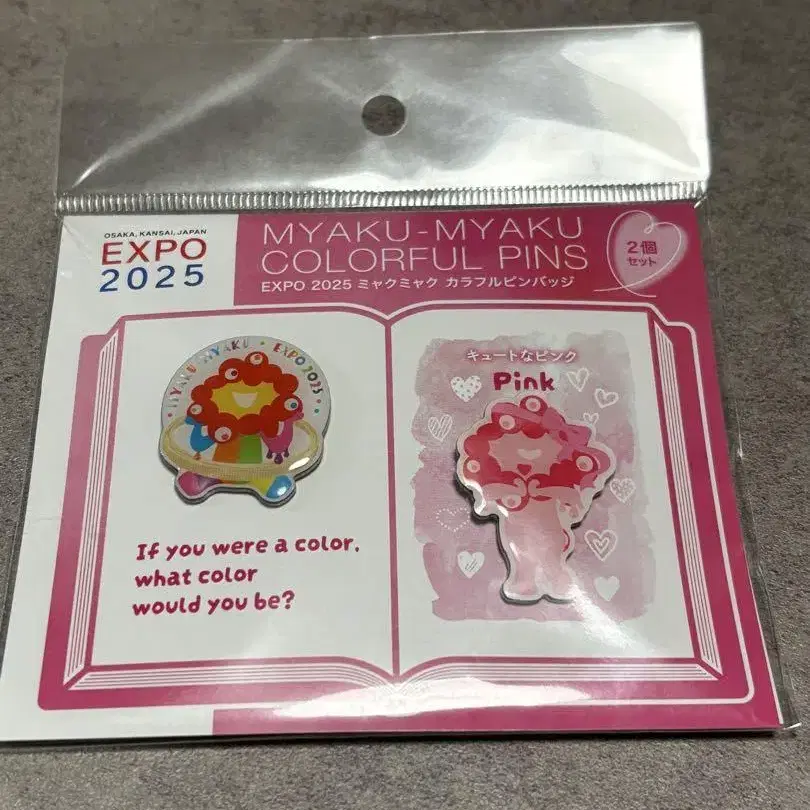 OSAKA, KANSAI, JAPAN
EXPO
2025
MYAKU-MYAKU
COLORFUL PINS
EXPO 2025 ミャクミャク カラフルピンバッジ
2個
セット
MYAKU-MYAKU • EXPO 2025
キュートなピンク
Pink
If you were a color,
what color
would you be?